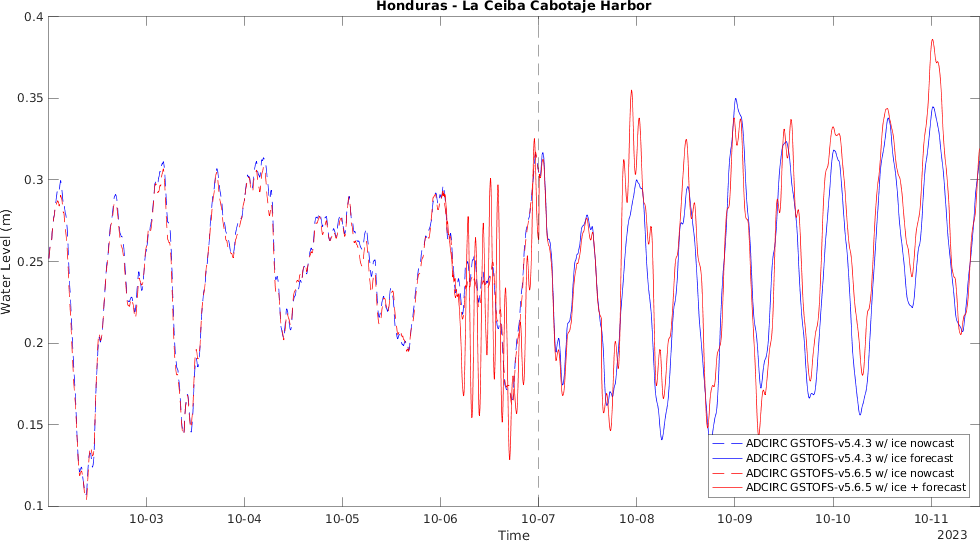 Honduras - La Ceiba Cabotaje Harbor
0.4
0.35
0.3
0.25
0.2
0.15
0.1
Water Level (m)
ADCIRC GSTOFS-v5.4.3 w/ ice nowcast
ADCIRC GSTOFS-v5.4.3 w/ ice forecast
ADCIRC GSTOFS-v5.6.5 w/ ice nowcast
ADCIRC GSTOFS-v5.6.5 w/ ice + forecast
10-03 10-04 10-05 10-06 10-07 10-08 10-09 10-10 10-11
Time
2023